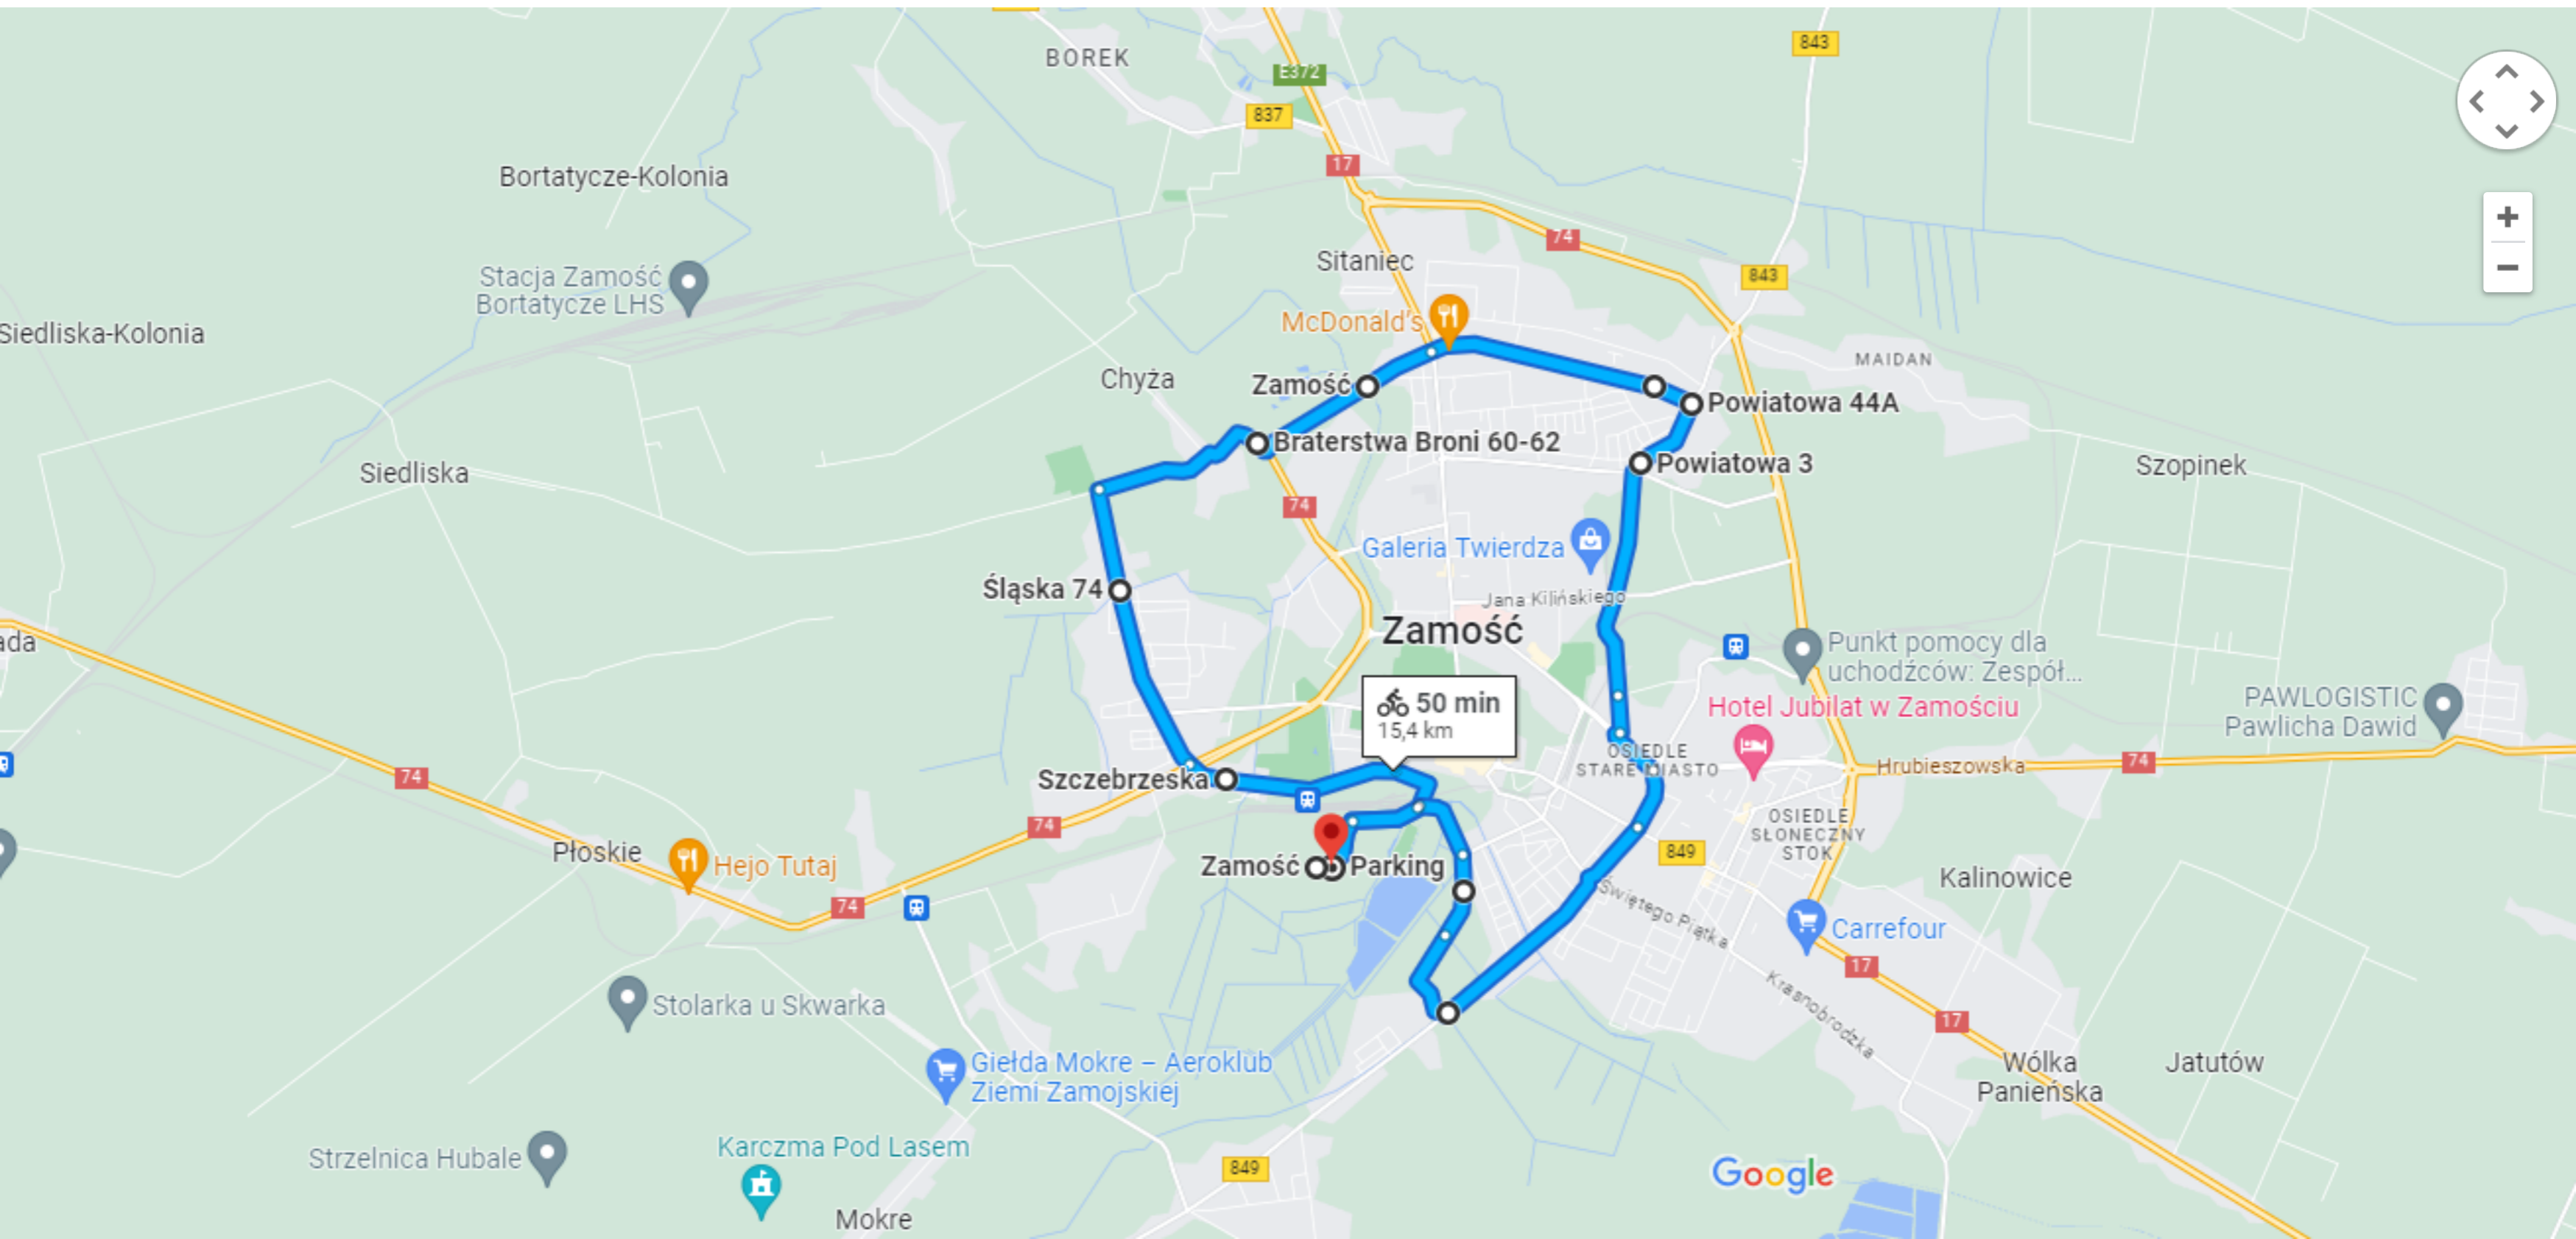 843
BOREK
E372
837
17
Bortatycze-Kolonia
74
843
Sitaniec
Stacja Zamość
Bortatycze LHS
Siedliska-Kolonia
McDonald's
MAJDAN
Chyża
Zamość
Powiatowa 44A
Braterstwa Broni 60-62
Powiatowa 3
Siedliska
Szopinek
74
Galeria Twierdza
Śląska 74
Jana Kilińskiego
Zamość
ada
Punkt pomocy dla
uchodźców: Zespół...
50 min
15,4 km
Hotel Jubilat w Zamościu
PAWLOGISTIC
Pawlicha Dawid
OSIEDLE
STARE MIASTO
Hrubieszowska
74
74
Szczebrzeska
74
OSIEDLE
SŁONECZNY
STOK
849
Płoskie
Hejo Tutaj
Zamość
Parking
74
Świętego Piątka
Kalinowice
Carrefour
17
Krasnobrodzka
Stolarka u Skwarka
17
Giełda Mokre – Aeroklub
Ziemi Zamojskiej
Wólka
Panieńska
Jatutów
Strzelnica Hubale
Karczma Pod Lasem
849
Google
Mokre